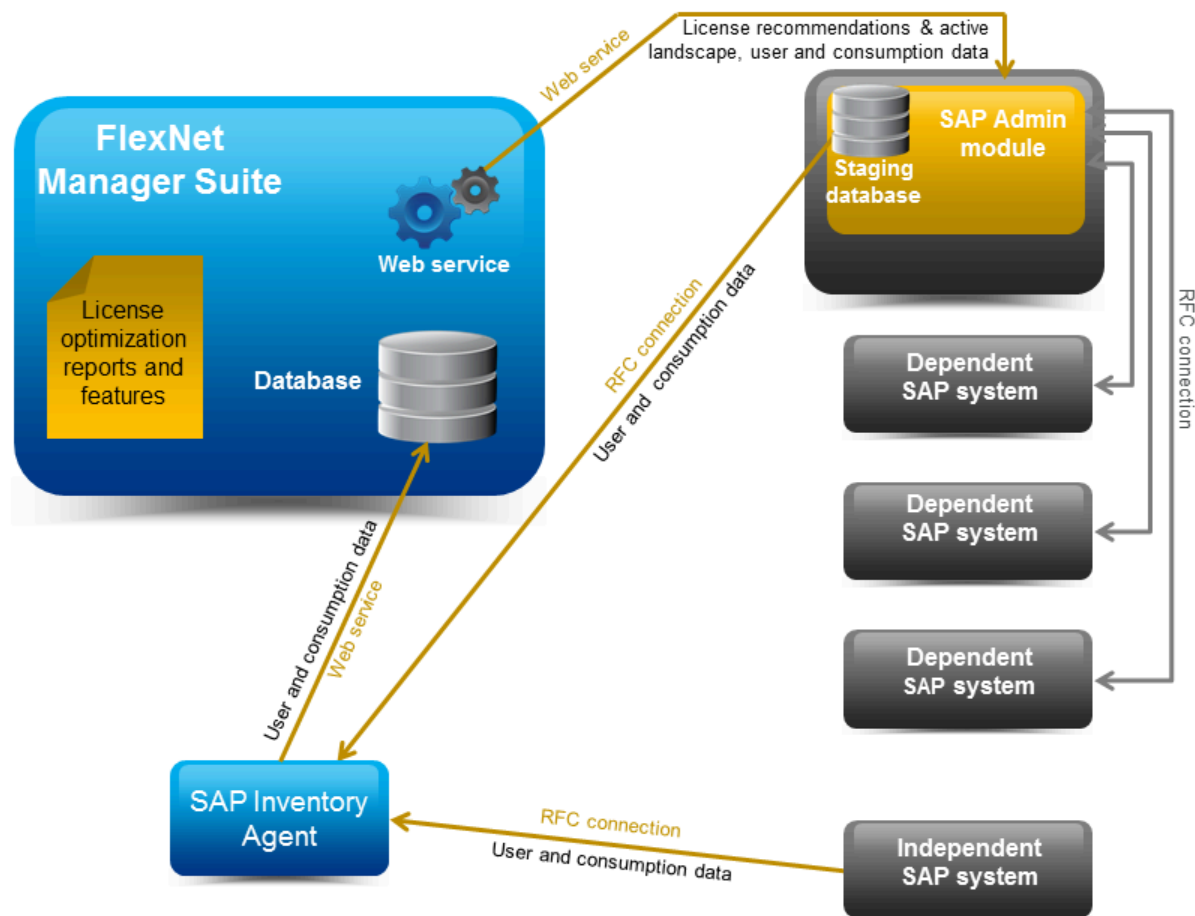 License recommendations & active
landscape, user and consumption data
Web service
FlexNet
Manager Suite
Web service
License
optimization
reports and
features
Database
SAP Admin
module
Staging
database
RFC connection
User and consumption data
RFC connection
Dependent
SAP system
Dependent
SAP system
Dependent
SAP system
User and consumption data
Web service
SAP Inventory
Agent
RFC connection
User and consumption data
Independent
SAP system